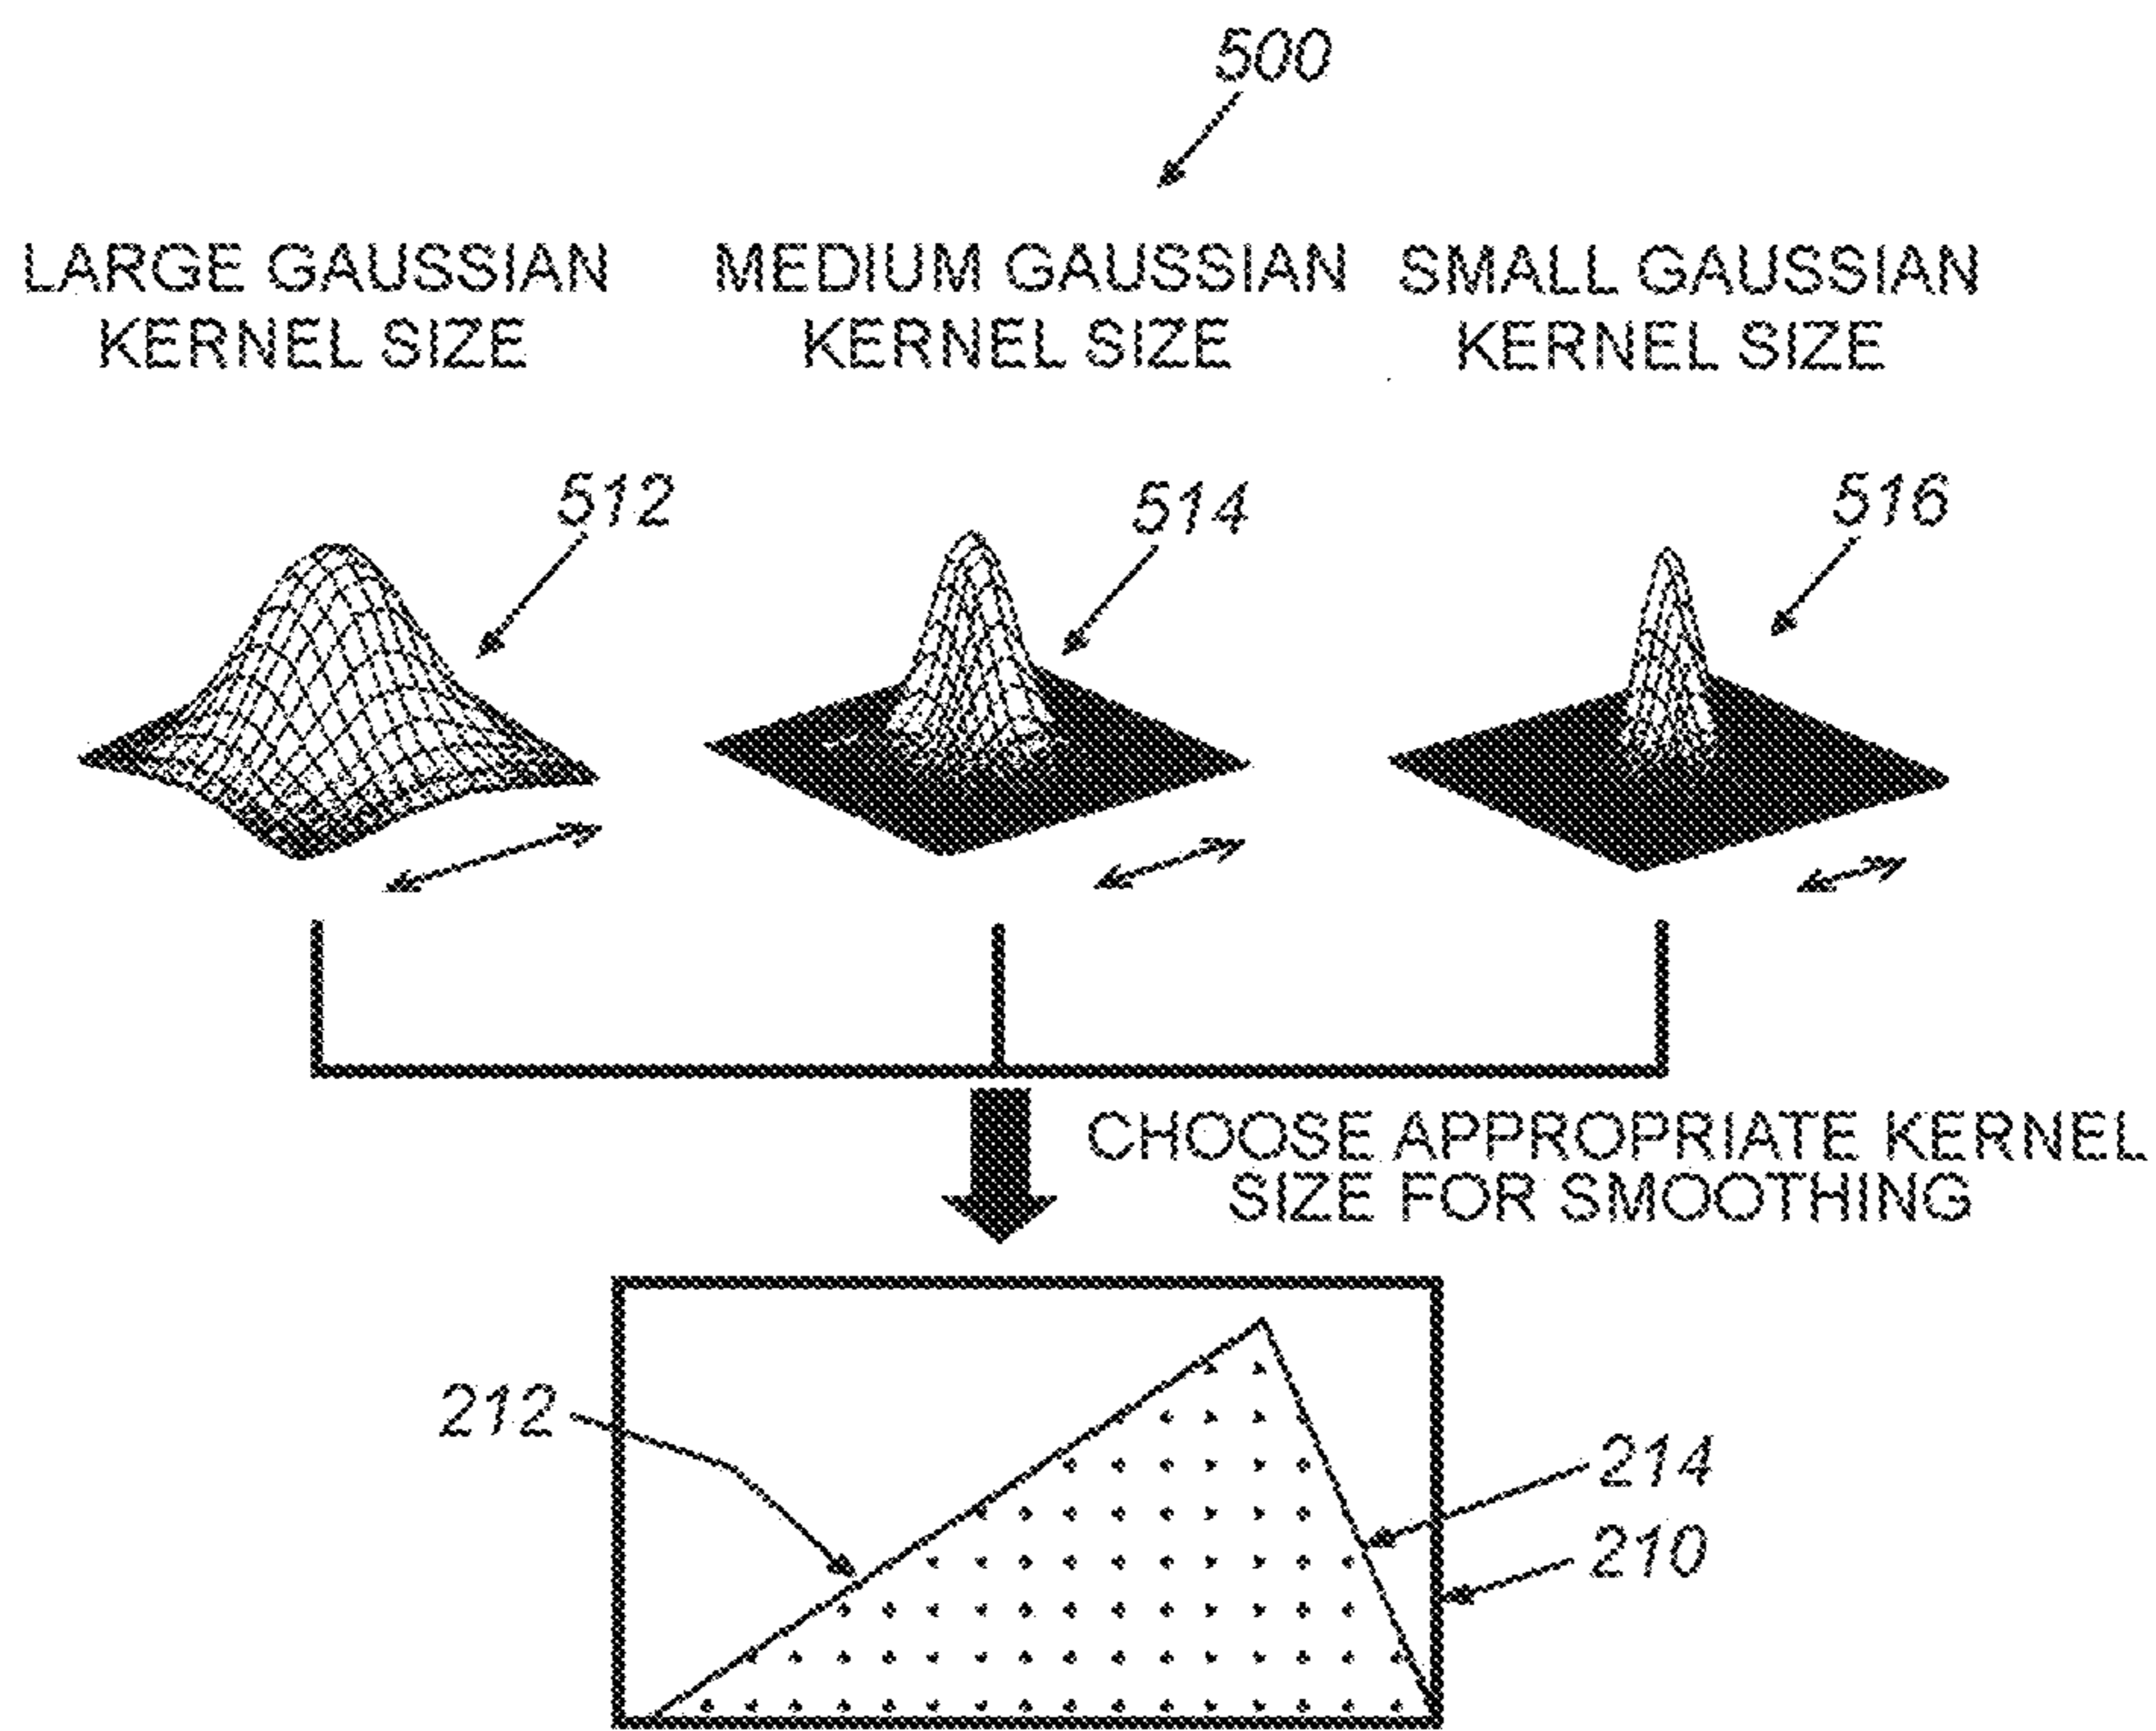 500
LARGE GAUSSIAN
KERNEL SIZE
MEDIUM GAUSSIAN
KERNEL SIZE
SMALL GAUSSIAN
KERNEL SIZE
512
514
516
CHOOSE APPROPRIATE KERNEL
SIZE FOR SMOOTHING
212
214
210